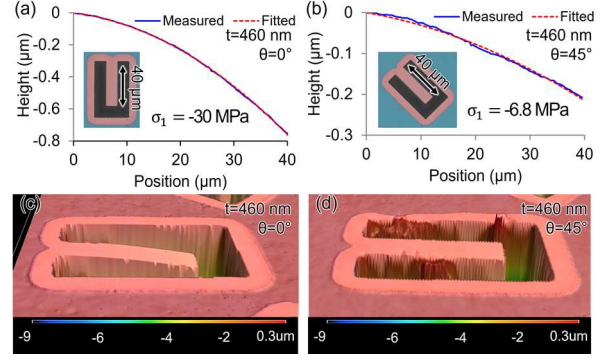 (a)
Measured
Fitted
t=460 nm
θ=0°
Height (μm)
0
-0.2
-0.4
-0.6
-0.8
40 μm
σ1 = -30 MPa
0
10
20
30
40
Position (μm)
(b)
Measured
Fitted
t=460 nm
θ=45°
Height (μm)
0
-0.1
-0.2
-0.3
40 μm
σ1 = -6.8 MPa
0
10
20
30
40
Position (μm)
(c)
t=460 nm
θ=0°
-9
-6
-4
-2
0.3um
(d)
t=460 nm
θ=45°
-9
-6
-4
-2
0.3um